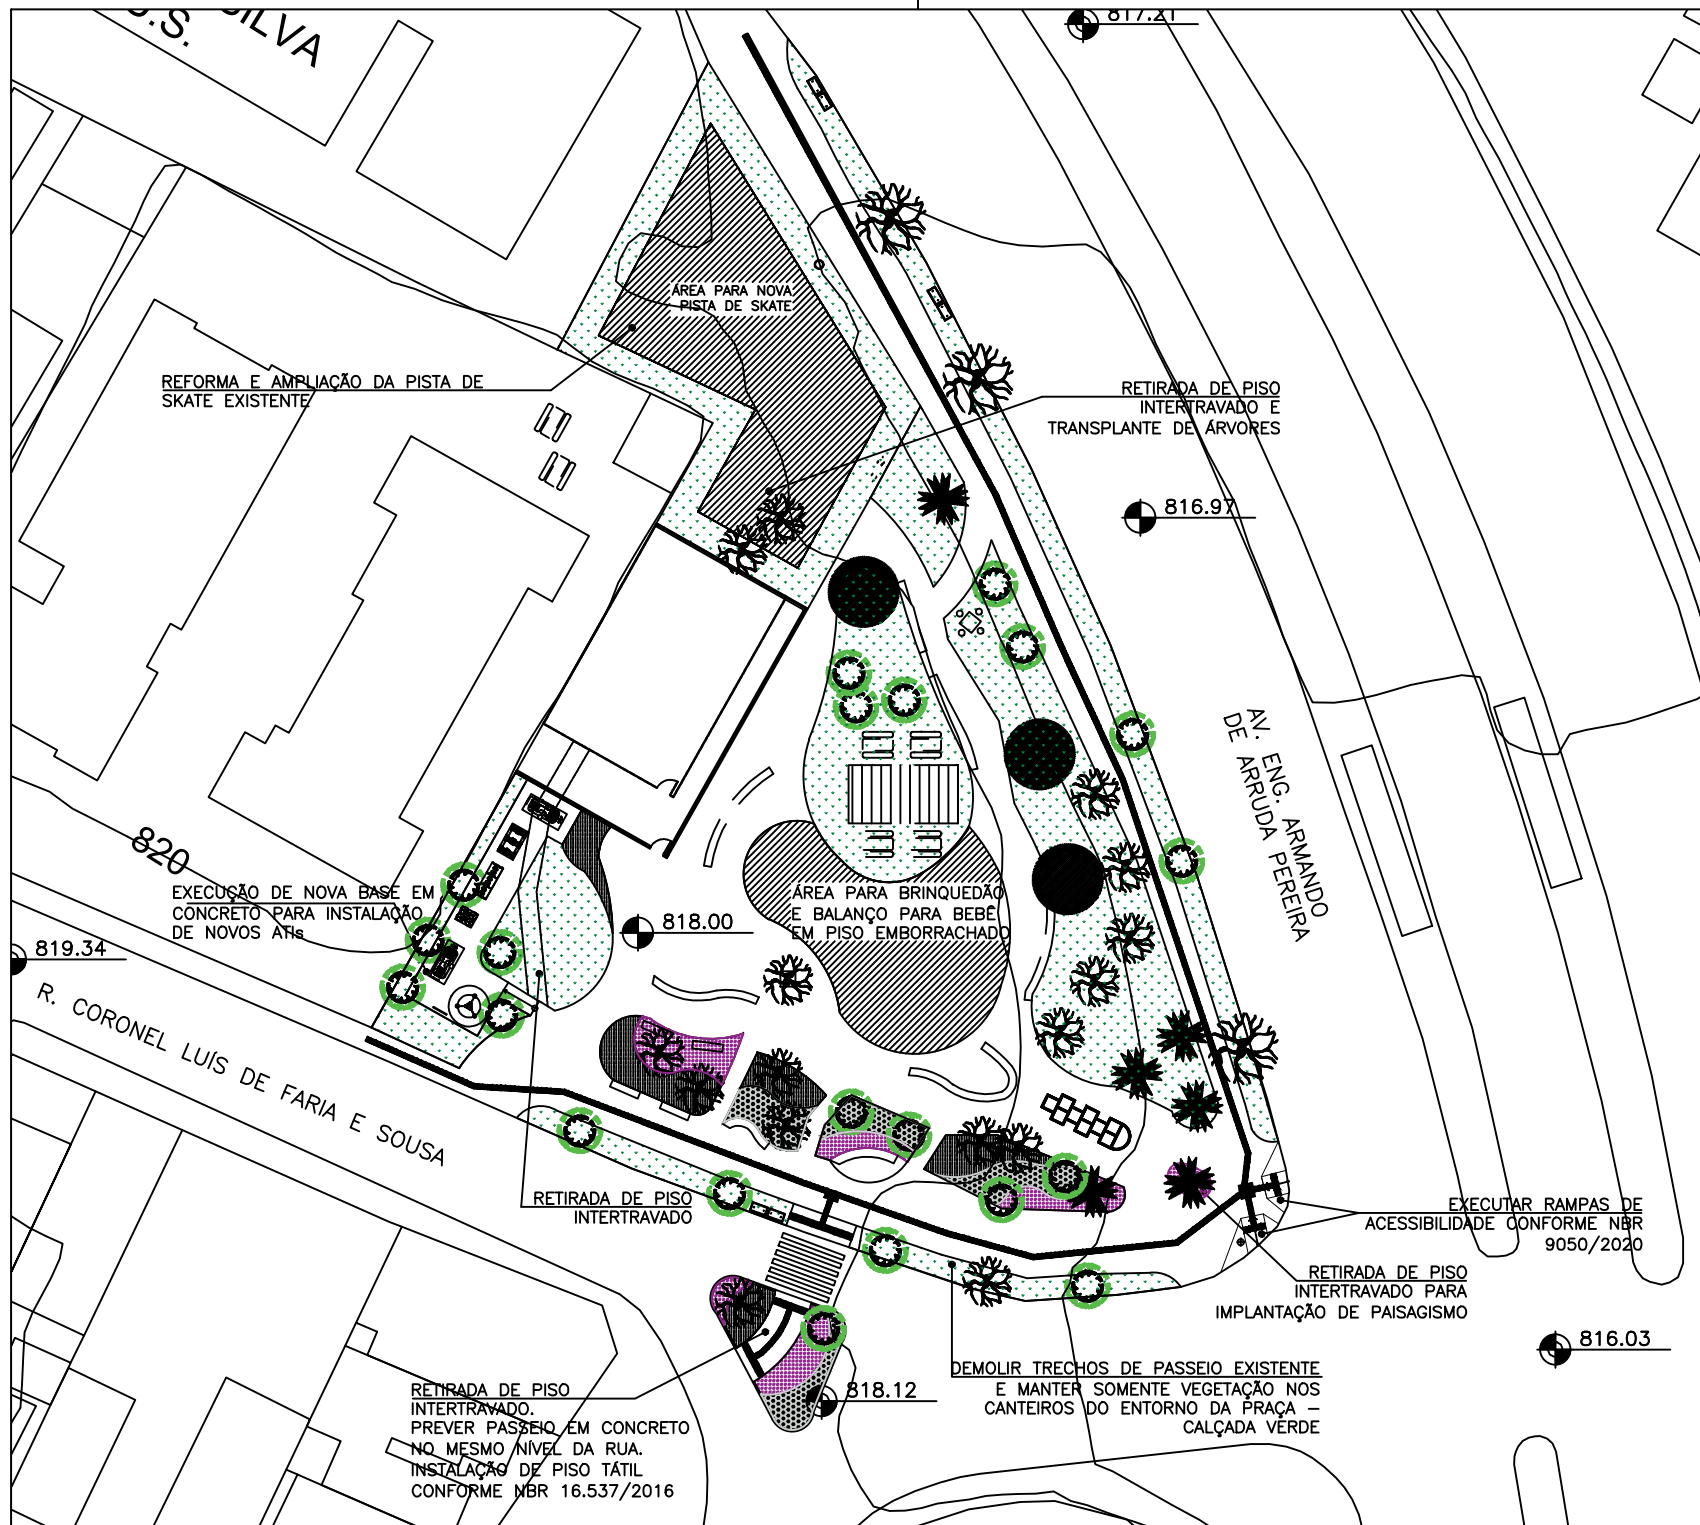 SILVA
J.S.
817.21
ÁREA PARA NOVA
PISTA DE SKATE
REFORMA E AMPLIAÇÃO DA PISTA DE
SKATE EXISTENTE
RETIRADA DE PISO
INTERTRAVADO E
TRANSPLANTE DE ÁRVORES
816.97
AV. ENG. ARMANDO
DE ARRUDA PEREIRA
820
EXECUÇÃO DE NOVA BASE EM
CONCRETO PARA INSTALAÇÃO
DE NOVOS ATIs
ÁREA PARA BRINQUEDÃO
E BALANÇO PARA BEBÊ
EM PISO EMBORRACHADO
818.00
819.34
R. CORONEL LUÍS DE FARIA E SOUSA
RETIRADA DE PISO
INTERTRAVADO
EXECUTAR RAMPAS DE
ACESSIBILIDADE CONFORME NBR
9050/2020
RETIRADA DE PISO
INTERTRAVADO PARA
IMPLANTAÇÃO DE PAISAGISMO
816.03
DEMOLIR TRECHOS DE PASSEIO EXISTENTE
E MANTER SOMENTE VEGETAÇÃO NOS
CANTEIROS DO ENTORNO DA PRAÇA –
CALÇADA VERDE
818.12
RETIRADA DE PISO
INTERTRAVADO.
PREVER PASSEIO EM CONCRETO
NO MESMO NÍVEL DA RUA.
INSTALAÇÃO DE PISO TÁTIL
CONFORME NBR 16.537/2016